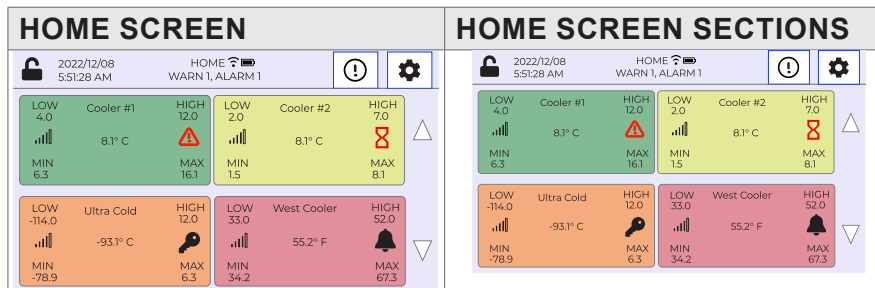 HOME SCREEN
2022/12/08 HOME
5:51:28 AM WARN 1, ALARM 1
LOW Cooler #1 HIGH
4.0 12.0
8.1° C
MIN MAX
6.3 16.1
LOW Cooler #2 HIGH
2.0 7.0
8.1° C
MIN MAX
1.5 8.1
LOW Ultra Cold HIGH
-114.0 12.0
-93.1° C
MIN MAX
-78.9 6.3
LOW West Cooler HIGH
33.0 52.0
55.2° F
MIN MAX
34.2 67.3
HOME SCREEN SECTIONS
2022/12/08 HOME
5:51:28 AM WARN 1, ALARM 1
LOW Cooler #1 HIGH
4.0 12.0
8.1° C
MIN MAX
6.3 16.1
LOW Cooler #2 HIGH
2.0 7.0
8.1° C
MIN MAX
1.5 8.1
LOW Ultra Cold HIGH
-114.0 12.0
-93.1° C
MIN MAX
-78.9 6.3
LOW West Cooler HIGH
33.0 52.0
55.2° F
MIN MAX
34.2 67.3